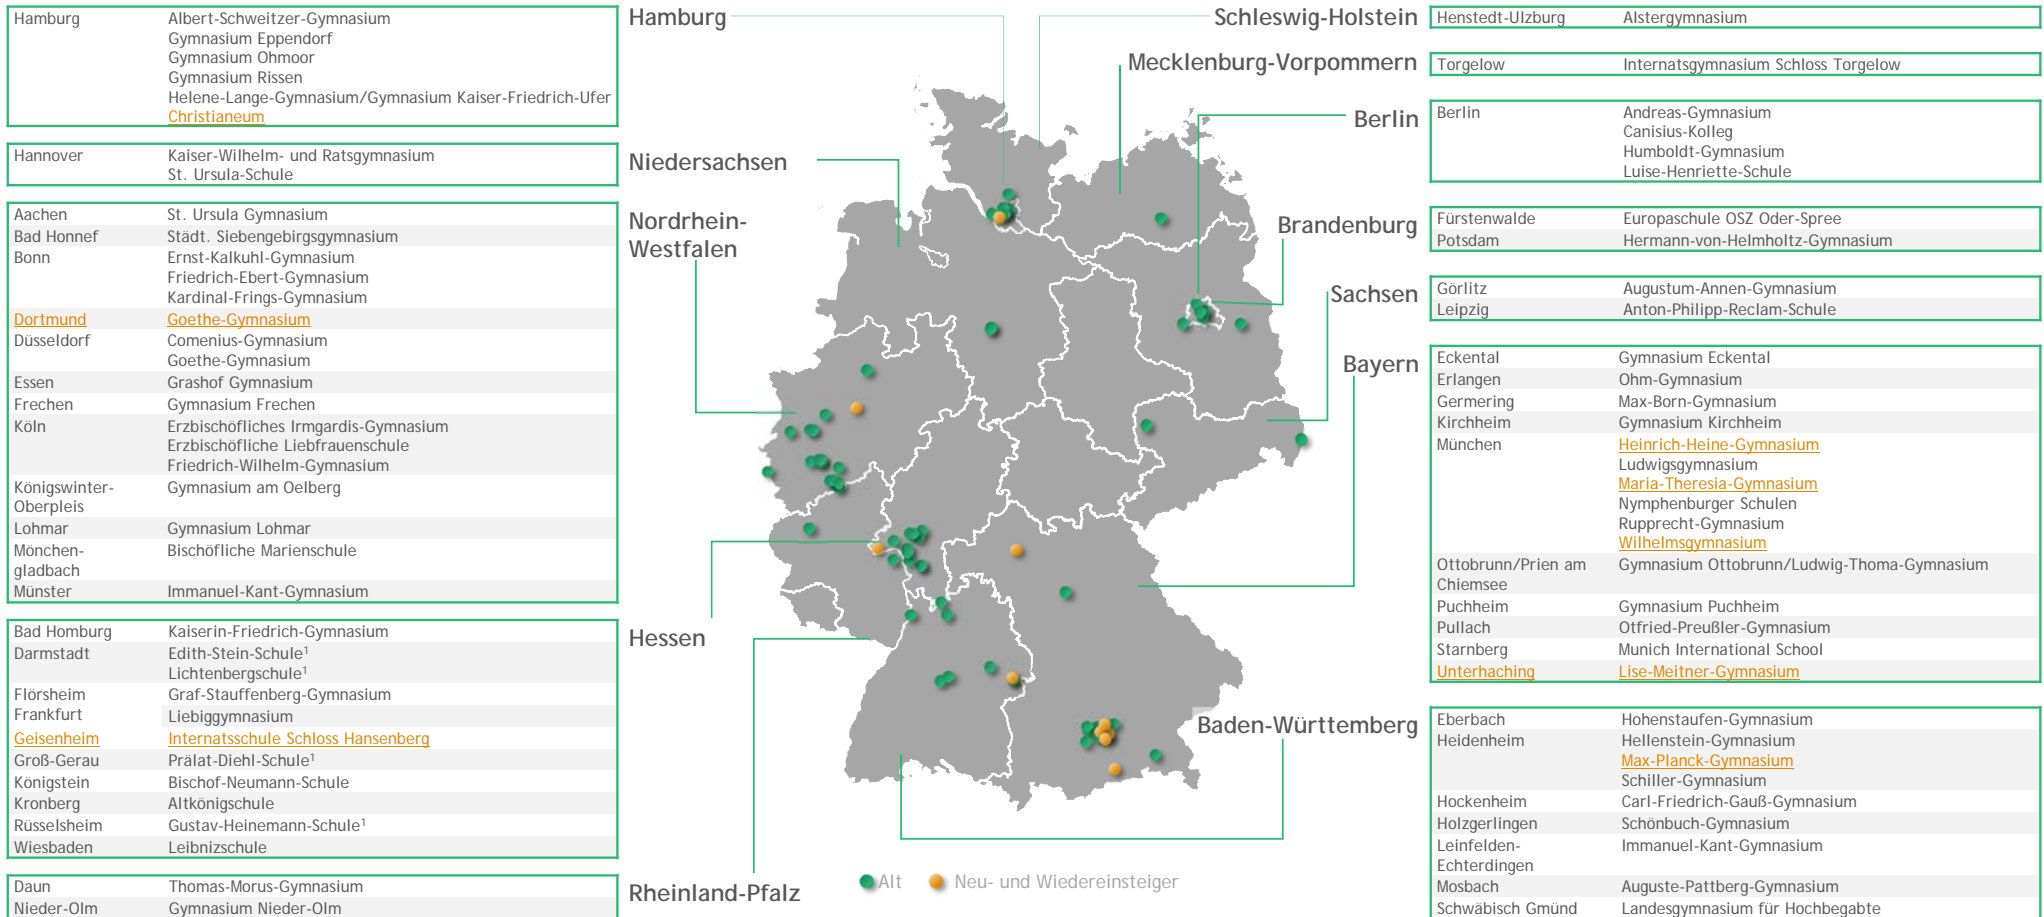 Hamburg Albert-Schweitzer-Gymnasium
Gymnasium Eppendorf
Gymnasium Ohmoor
Gymnasium Rissen
Helene-Lange-Gymnasium/Gymnasium Kaiser-Friedrich-Ufer
Christianeum
Hannover Kaiser-Wilhelm- und Ratsgymnasium
St. Ursula-Schule
Aachen St. Ursula Gymnasium
Bad Honnef Städt. Siebengebirgsgymnasium
Bonn Ernst-Kalkuhl-Gymnasium
Friedrich-Ebert-Gymnasium
Kardinal-Frings-Gymnasium
Dortmund Goethe-Gymnasium
Düsseldorf Comenius-Gymnasium
Goethe-Gymnasium
Essen Grashof Gymnasium
Frechen Gymnasium Frechen
Köln Erzbischöfliches Irmgardis-Gymnasium
Erzbischöfliche Liebfrauenschule
Friedrich-Wilhelm-Gymnasium
Königswinter- Gymnasium am Oelberg
Oberpleis
Lohmar Gymnasium Lohmar
Mönchen- Bischöfliche Marienschule
gladbach
Münster Immanuel-Kant-Gymnasium
Bad Homburg Kaiserin-Friedrich-Gymnasium
Darmstadt Edith-Stein-Schule¹
Lichtenbergschule¹
Flörsheim Graf-Stauffenberg-Gymnasium
Frankfurt Liebiggymnasium
Geisenheim Internatsschule Schloss Hansenberg
Groß-Gerau Prälat-Diehl-Schule¹
Königstein Bischof-Neumann-Schule
Kronberg Altkönigschule
Rüsselsheim Gustav-Heinemann-Schule¹
Wiesbaden Leibnizschule
Daun Thomas-Morus-Gymnasium
Nieder-Olm Gymnasium Nieder-Olm
Hamburg
Niedersachsen
Nordrhein-
Westfalen
Hessen
Rheinland-Pfalz
Schleswig-Holstein
Mecklenburg-Vorpommern
Berlin
Brandenburg
Sachsen
Bayern
Baden-Württemberg
Alt Neu- und Wiedereinsteiger
Henstedt-Ulzburg Alstergymnasium
Torgelow Internatsgymnasium Schloss Torgelow
Berlin Andreas-Gymnasium
Canisius-Kolleg
Humboldt-Gymnasium
Luise-Henriette-Schule
Fürstenwalde Europaschule OSZ Oder-Spree
Potsdam Hermann-von-Helmholtz-Gymnasium
Görlitz Augustum-Annen-Gymnasium
Leipzig Anton-Philipp-Reclam-Schule
Eckental Gymnasium Eckental
Erlangen Ohm-Gymnasium
Germering Max-Born-Gymnasium
Kirchheim Gymnasium Kirchheim
München Heinrich-Heine-Gymnasium
Ludwigsgymnasium
Maria-Theresia-Gymnasium
Nymphenburger Schulen
Rupprecht-Gymnasium
Wilhelmsgymnasium
Ottobrunn/Prien am Gymnasium Ottobrunn/Ludwig-Thoma-Gymnasium
Chiemsee
Puchheim Gymnasium Puchheim
Pullach Otfried-Preußler-Gymnasium
Starnberg Munich International School
Unterhaching Lise-Meitner-Gymnasium
Eberbach Hohenstaufen-Gymnasium
Heidenheim Hellenstein-Gymnasium
Max-Planck-Gymnasium
Schiller-Gymnasium
Hockenheim Carl-Friedrich-Gauß-Gymnasium
Holzgerlingen Schönbuch-Gymnasium
Leinfelden- Immanuel-Kant-Gymnasium
Echterdingen
Mosbach Auguste-Pattberg-Gymnasium
Schwäbisch Gmünd Landesgymnasium für Hochbegabte